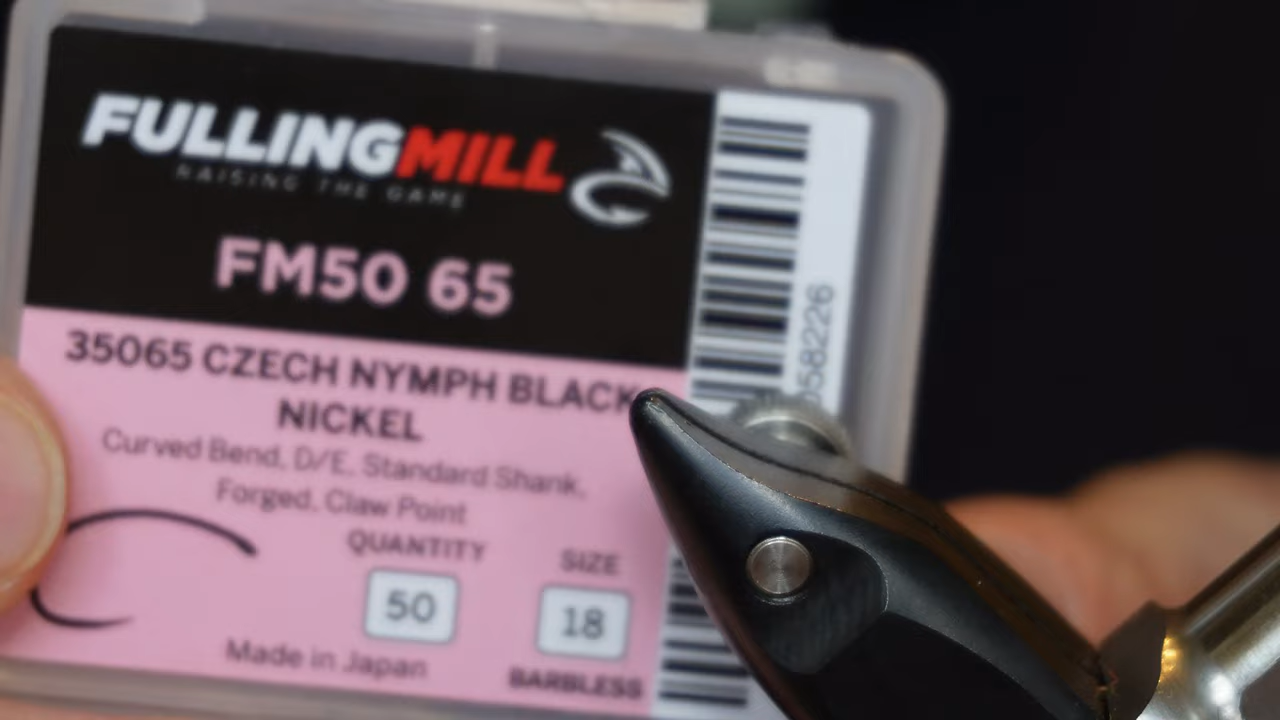 FULLINGMILL
RAISING THE GAME
FM50 65
35065 CZECH NYMPH BLACK
NICKEL
Curved Bend, D/E, Standard Shank,
Forged, Claw Point
QUANTITY
SIZE
50
18
Made in Japan
BARBLESS
058226